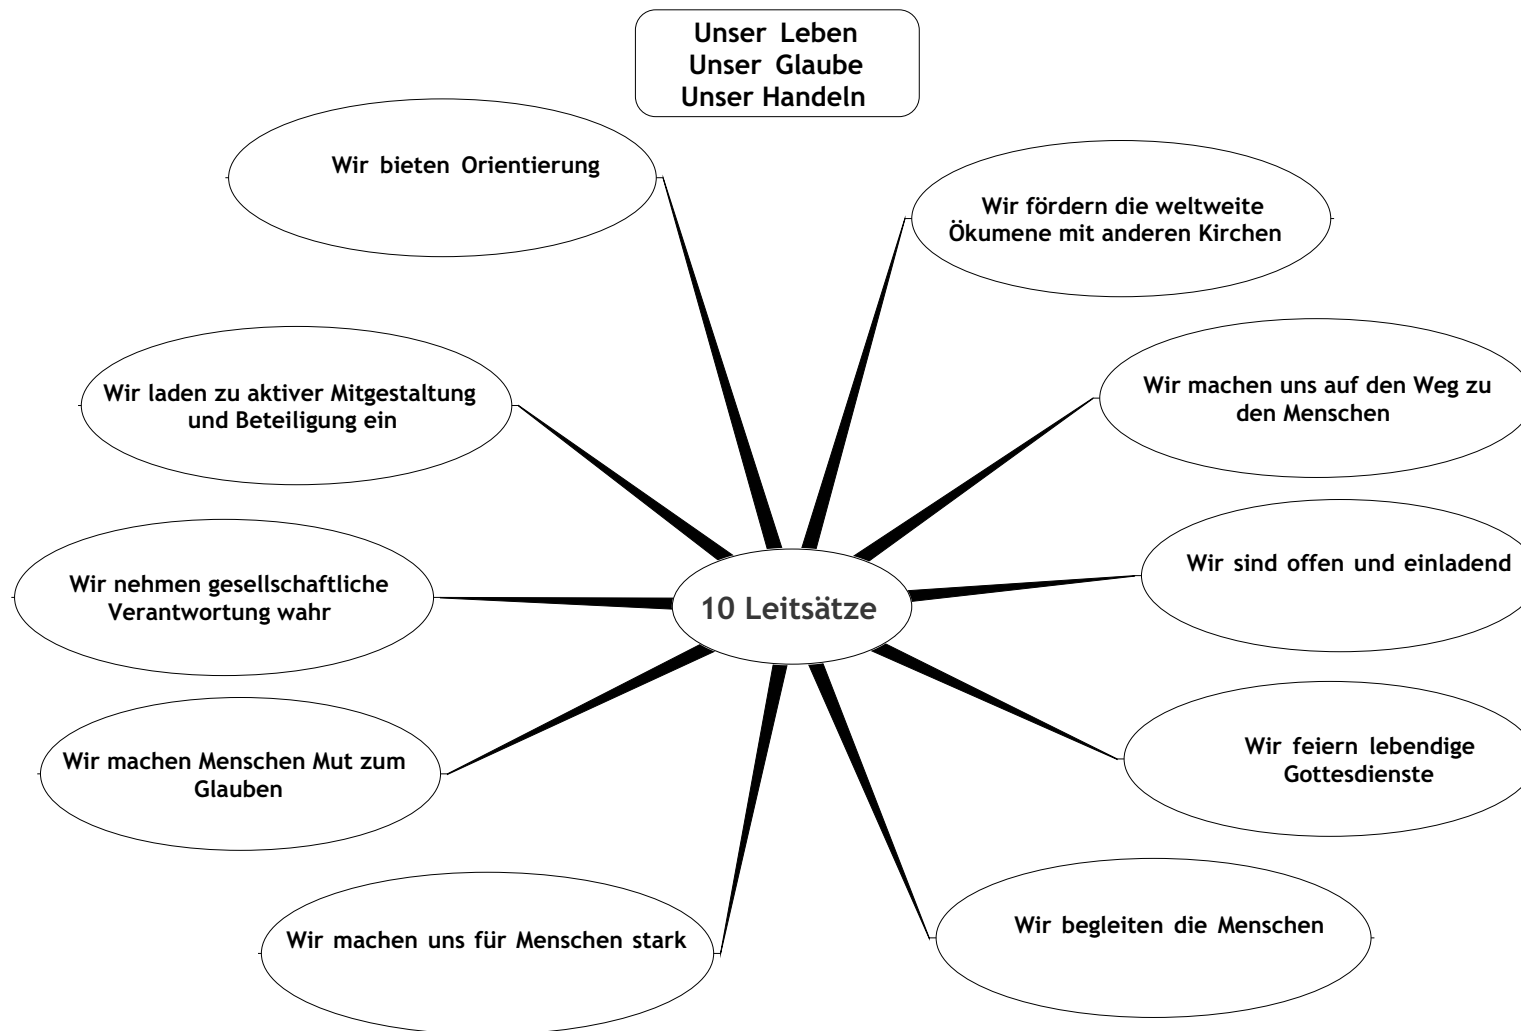 Unser Leben
Unser Glaube
Unser Handeln
Wir bieten Orientierung
Wir fördern die weltweite
Ökumene mit anderen Kirchen
Wir laden zu aktiver Mitgestaltung
und Beteiligung ein
Wir machen uns auf den Weg zu
den Menschen
Wir nehmen gesellschaftliche
Verantwortung wahr
10 Leitsätze
Wir sind offen und einladend
Wir machen Menschen Mut zum
Glauben
Wir feiern lebendige
Gottesdienste
Wir machen uns für Menschen stark
Wir begleiten die Menschen